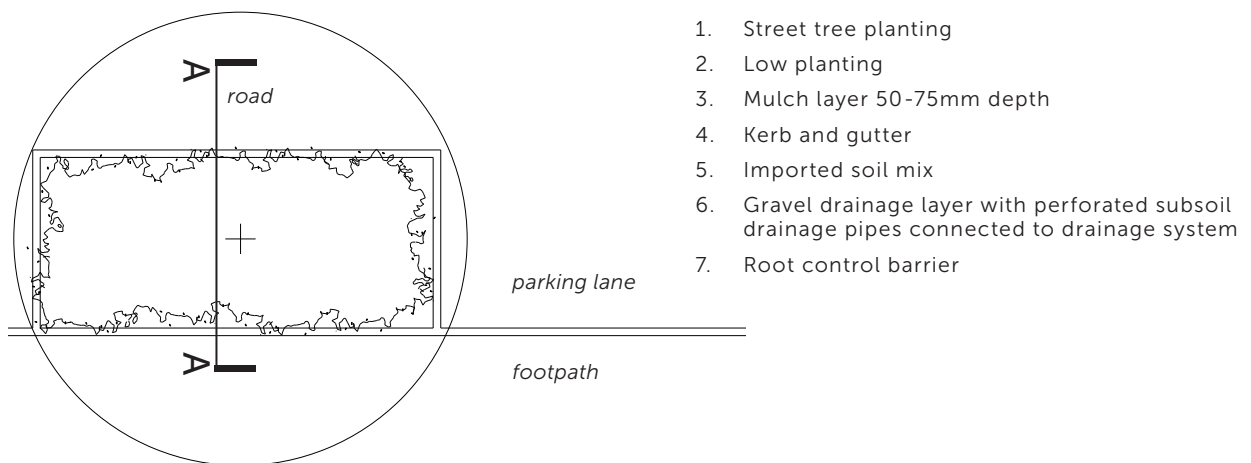 A
road
parking lane
A
footpath
1. Street tree planting
2. Low planting
3. Mulch layer 50-75mm depth
4. Kerb and gutter
5. Imported soil mix
6. Gravel drainage layer with perforated subsoil
drainage pipes connected to drainage system
7. Root control barrier